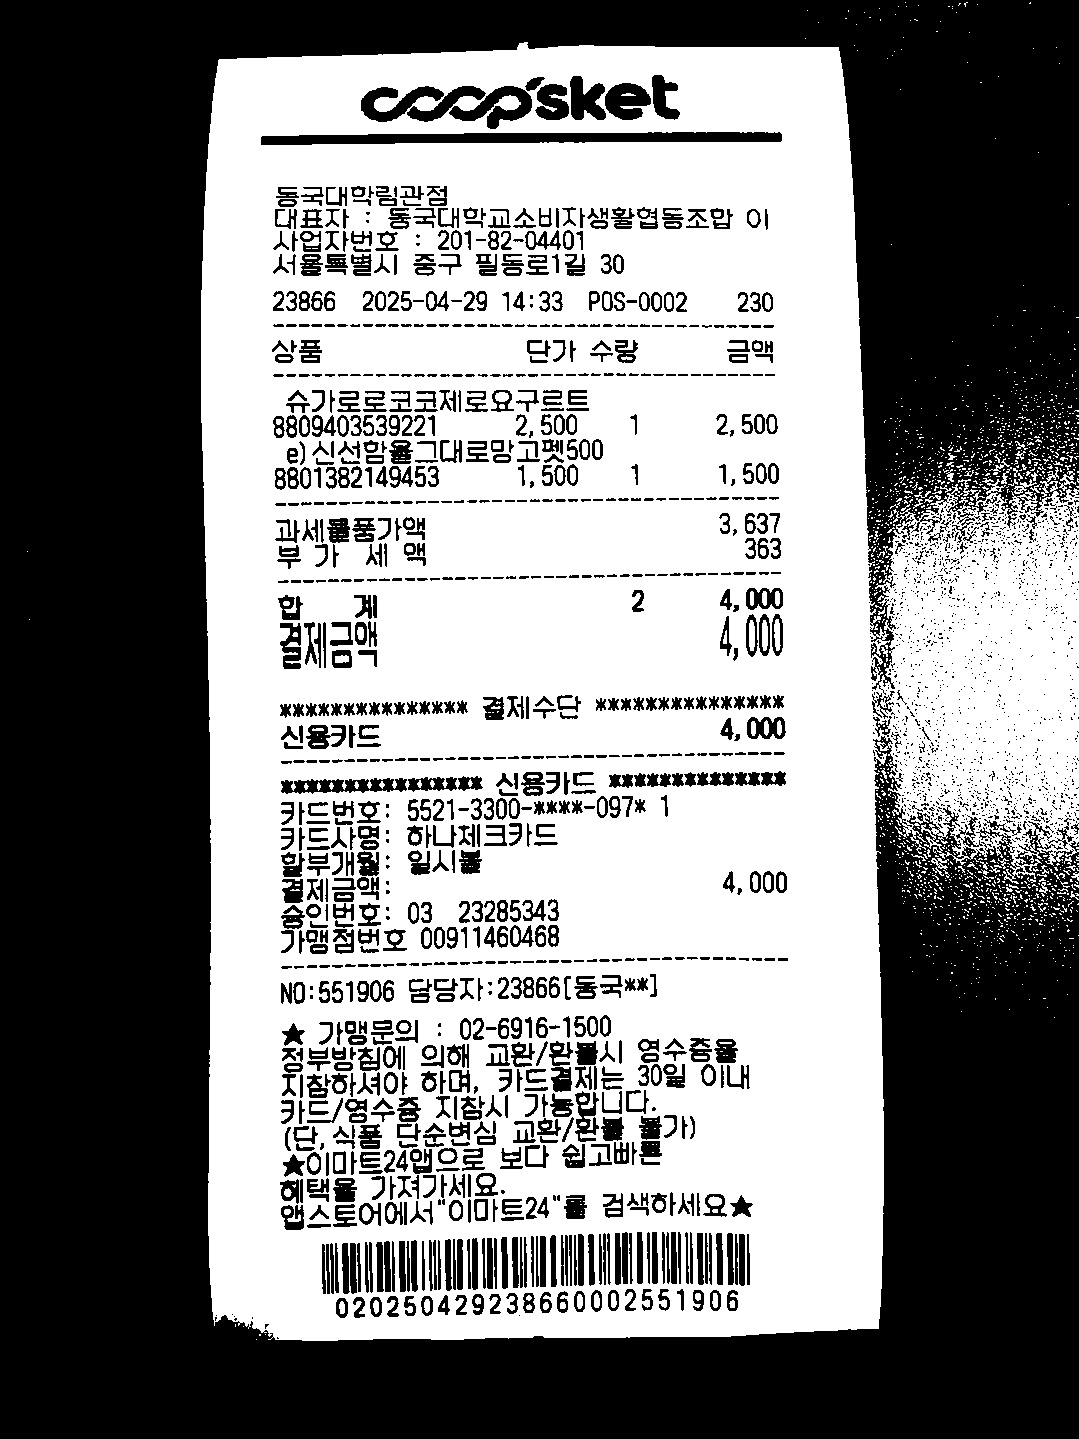 coop'sket
동국대학림관점
대표자 : 동국대학교소비자생활협동조합 이
사업자번호 : 201-82-04401
서울특별시 중구 필동로1길 30
23866 2025-04-29 14:33 POS-0002 230
상품 단가 수량 금액
슈가로로코코제로요구르트
8809403539221 2,500 1 2,500
e)신선함을그대로망고펫500
8801382149453 1,500 1 1,500
과세물품가액 3,637
부 가 세 액 363
합 계 2 4,000
결제금액 4,000
*************** 결제수단 ***************
신용카드 4,000
**************** 신용카드 **************
카드번호: 5521-3300-****-097* 1
카드사명: 하나체크카드
할부개월: 일시불
결제금액: 4,000
승인번호: 03 23285343
가맹점번호 00911460468
NO:551906 담당자:23866[동국**]
★ 가맹문의 : 02-6916-1500
정부방침에 의해 교환/환불시 영수증을
지참하셔야 하며, 카드결제는 30일 이내
카드/영수증 지참시 가능합니다.
(단, 식품 단순변심 교환/환불 불가)
★이마트24앱으로 보다 쉽고빠른
혜택을 가져가세요.
앱스토어에서"이마트24"를 검색하세요★
020250429238660002551906